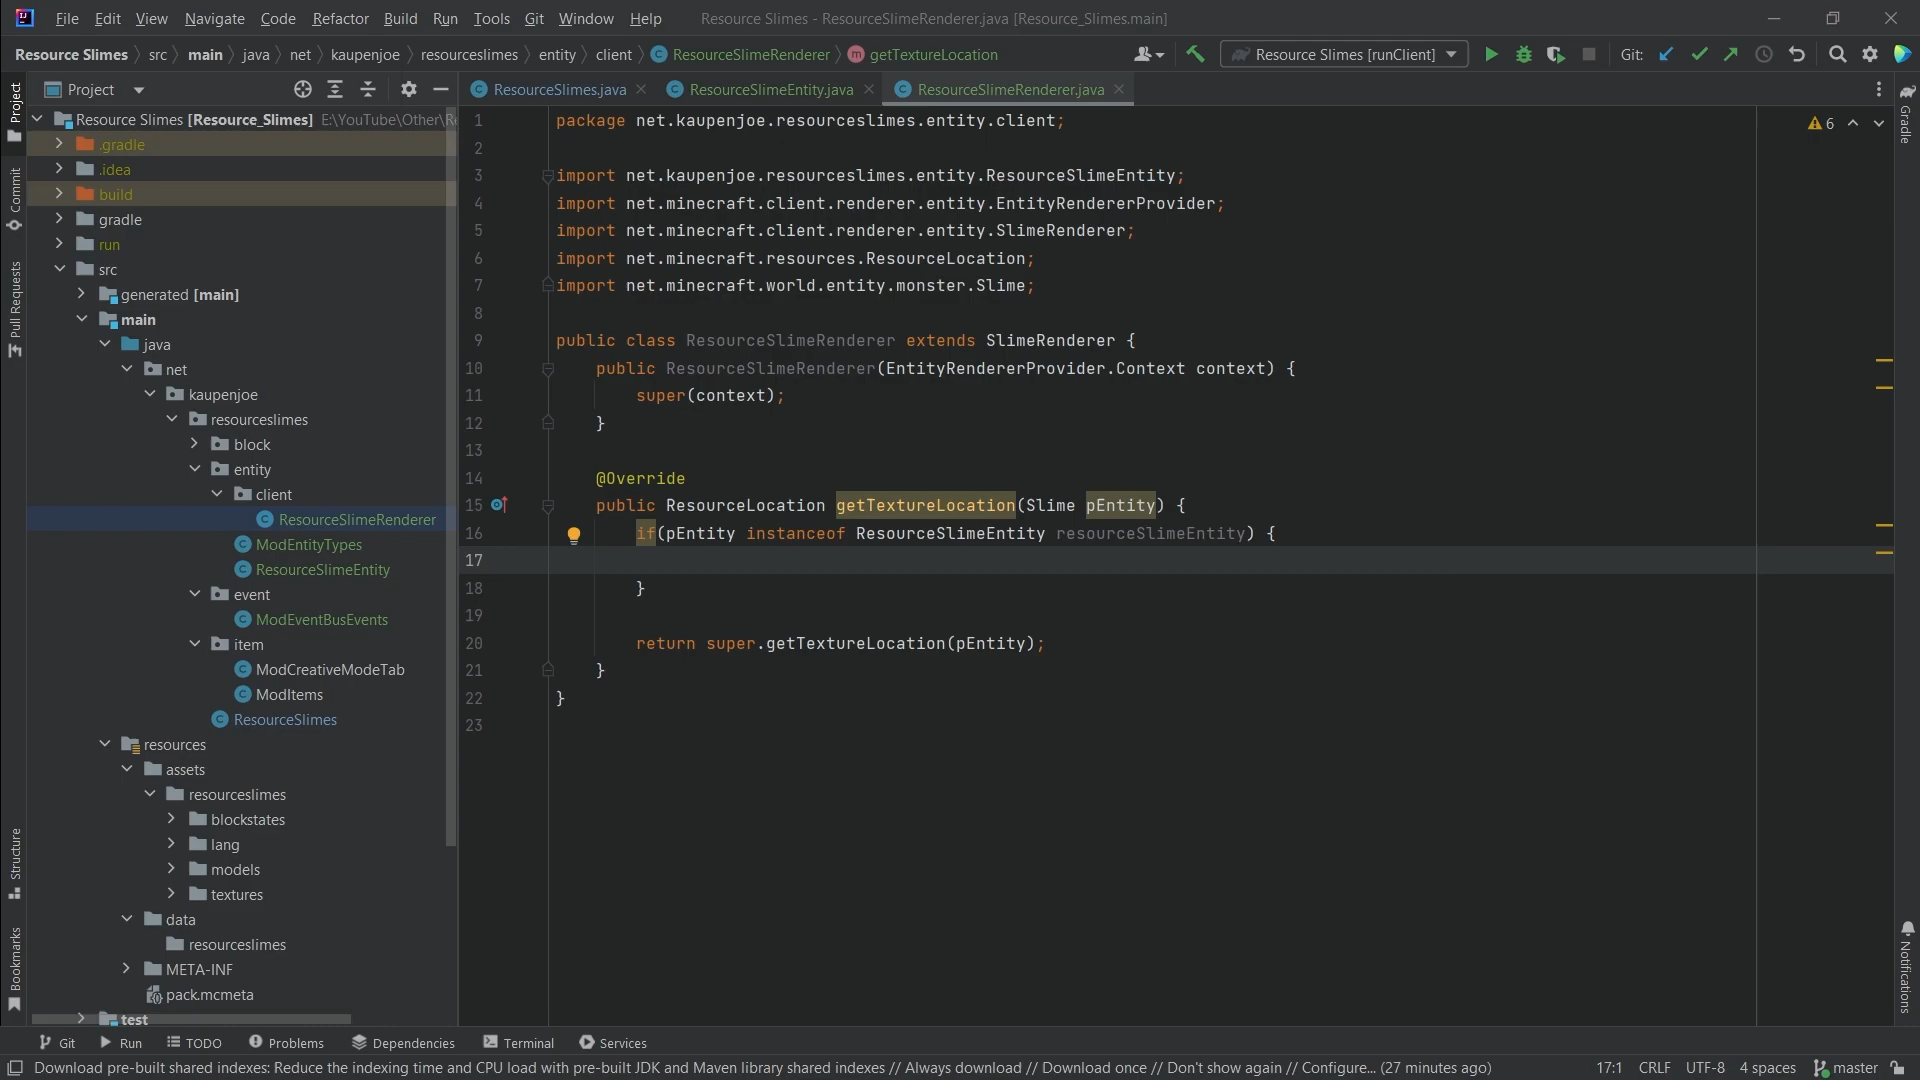 File Edit View Navigate Code Refactor Build Run Tools Git Window Help Resource Slimes - ResourceSlimeRenderer.java [Resource_Slimes.main]
Resource Slimes src main java net kaupenjoe resourceslimes entity client ResourceSlimeRenderer getTextureLocation Resource Slimes [runClient] Git:
Project ResourceSlimes.java ResourceSlimeEntity.java ResourceSlimeRenderer.java
Project
Commit
Pull Requests
Structure
Bookmarks
Resource Slimes [Resource_Slimes] E:\YouTube\Other\Re
.gradle
.idea
build
gradle
run
src
generated [main]
main
java
net
kaupenjoe
resourceslimes
block
entity
client
ResourceSlimeRenderer
ModEntityTypes
ResourceSlimeEntity
event
ModEventBusEvents
item
ModCreativeModeTab
ModItems
ResourceSlimes
resources
assets
resourceslimes
blockstates
lang
models
textures
data
resourceslimes
META-INF
pack.mcmeta
test
1 package net.kaupenjoe.resourceslimes.entity.client;
2
3 import net.kaupenjoe.resourceslimes.entity.ResourceSlimeEntity;
4 import net.minecraft.client.renderer.entity.EntityRendererProvider;
5 import net.minecraft.client.renderer.entity.SlimeRenderer;
6 import net.minecraft.resources.ResourceLocation;
7 import net.minecraft.world.entity.monster.Slime;
8
9 public class ResourceSlimeRenderer extends SlimeRenderer {
10 public ResourceSlimeRenderer(EntityRendererProvider.Context context) {
11 super(context);
12 }
13
14 @Override
15 public ResourceLocation getTextureLocation(Slime pEntity) {
16 if(pEntity instanceof ResourceSlimeEntity resourceSlimeEntity) {
17
18 }
19
20 return super.getTextureLocation(pEntity);
21 }
22 }
23
6
Gradle
Notifications
Git Run TODO Problems Dependencies Terminal Services
Download pre-built shared indexes: Reduce the indexing time and CPU load with pre-built JDK and Maven library shared indexes // Always download // Download once // Don't show again // Configure... (27 minutes ago) 17:1 CRLF UTF-8 4 spaces master